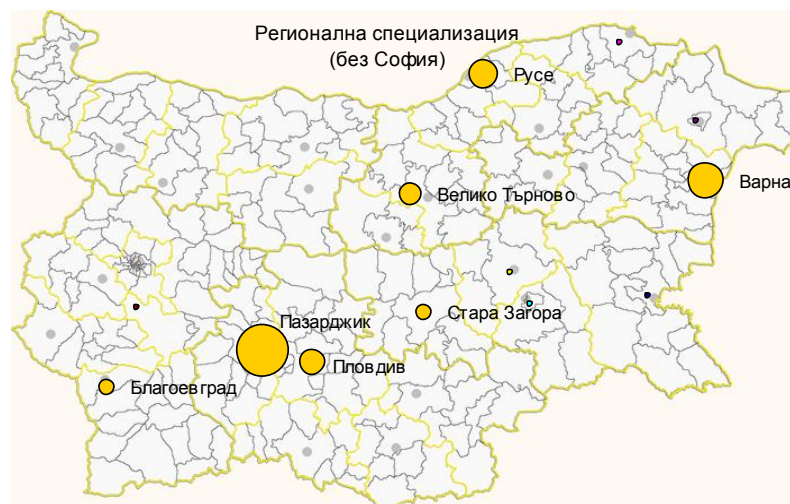 Регионална специализация
(без София)
Русе
Варна
Велико Търново
Стара Загора
Пазарджик
Пловдив
Благоевград